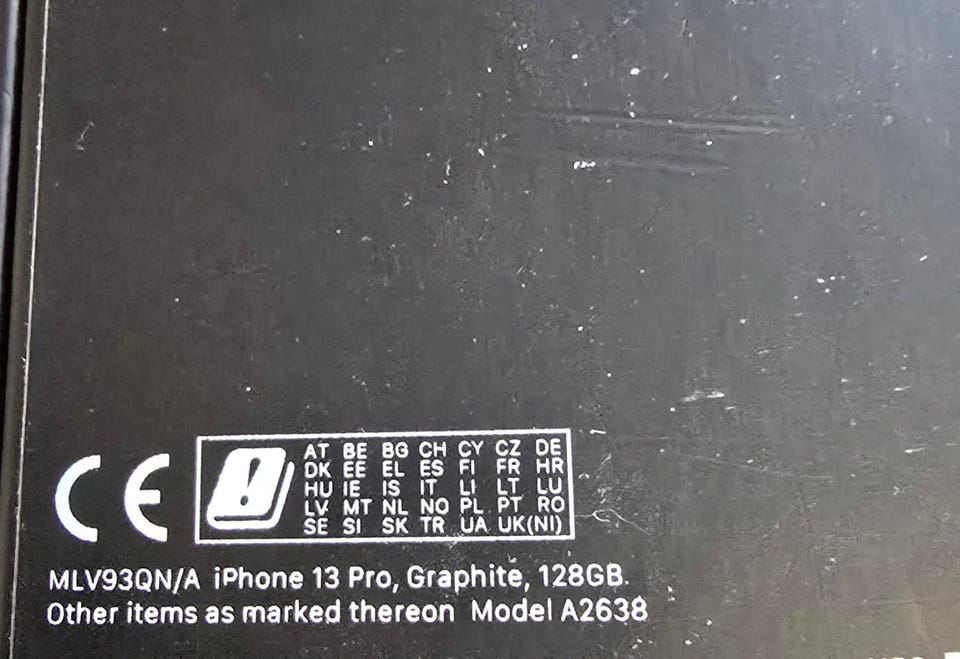 CE
!
AT BE BG CH CY CZ DE
DK EE EL ES FI FR HR
HU IE IS IT LI LT LU
LV MT NL NO PL PT RO
SE SI SK TR UA UK(NI)
MLV93QN/A iPhone 13 Pro, Graphite, 128GB.
Other items as marked thereon Model A2638